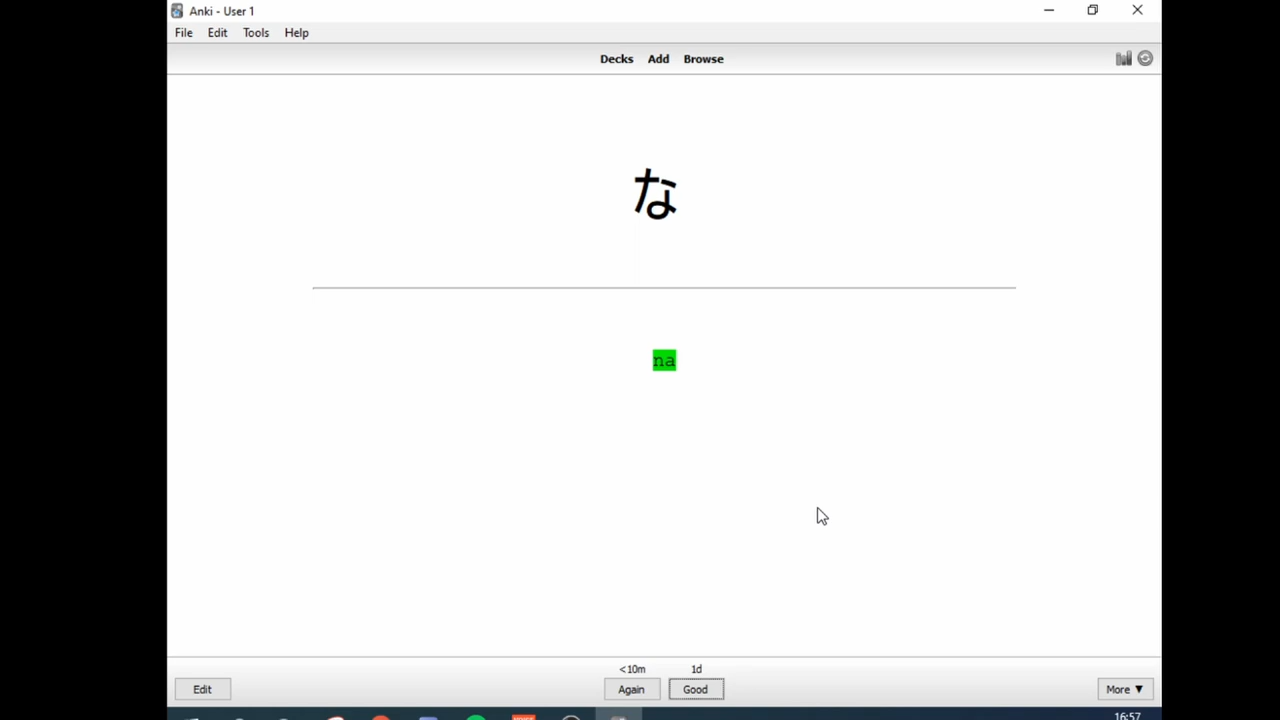 Anki - User 1
File Edit Tools Help
Decks Add Browse
な
na
<10m 1d
Edit Again Good More ▼
16:57